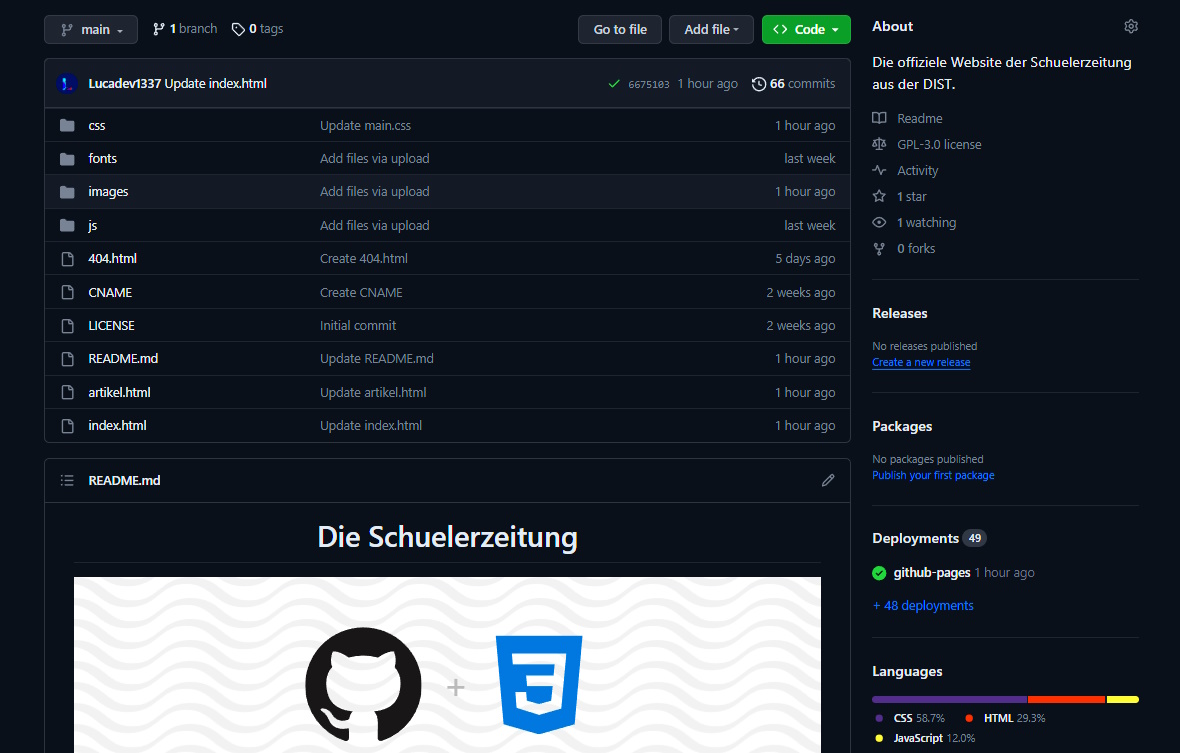 main
1 branch
0 tags
Go to file
Add file
Code
Lucadev1337 Update index.html
6675103
1 hour ago
66 commits
css
Update main.css
1 hour ago
fonts
Add files via upload
last week
images
Add files via upload
1 hour ago
js
Add files via upload
last week
404.html
Create 404.html
5 days ago
CNAME
Create CNAME
2 weeks ago
LICENSE
Initial commit
2 weeks ago
README.md
Update README.md
1 hour ago
artikel.html
Update artikel.html
1 hour ago
index.html
Update index.html
1 hour ago
README.md
Die Schuelerzeitung
+
3
About
Die offiziele Website der Schuelerzeitung
aus der DIST.
Readme
GPL-3.0 license
Activity
1 star
1 watching
0 forks
Releases
No releases published
Create a new release
Packages
No packages published
Publish your first package
Deployments 49
github-pages 1 hour ago
+ 48 deployments
Languages
CSS 58.7%
HTML 29.3%
JavaScript 12.0%